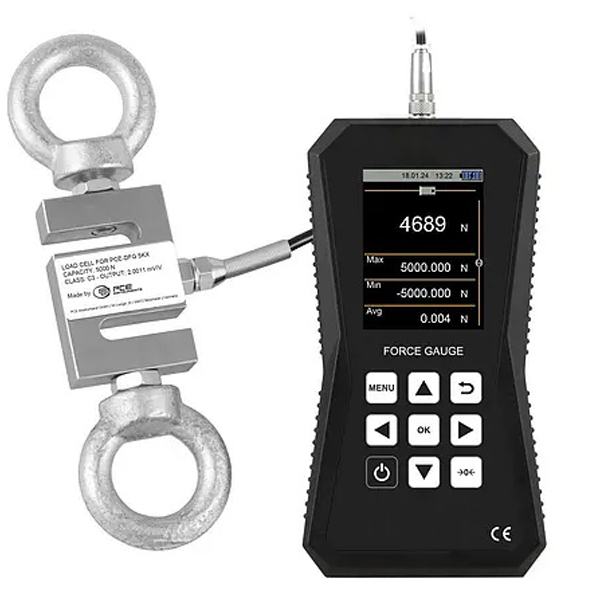 18.01.24 13:22
4689 N
Max
5000.000 N
Min
-5000.000 N
Avg
0.004 N
FORCE GAUGE
MENU
OK
→0←
CE
LOAD CELL FOR PCE-DFG 5KX
CAPACITY: 5000 N
CLASS: C3 - OUTPUT: 2.0011 mV/V
Made by PCE